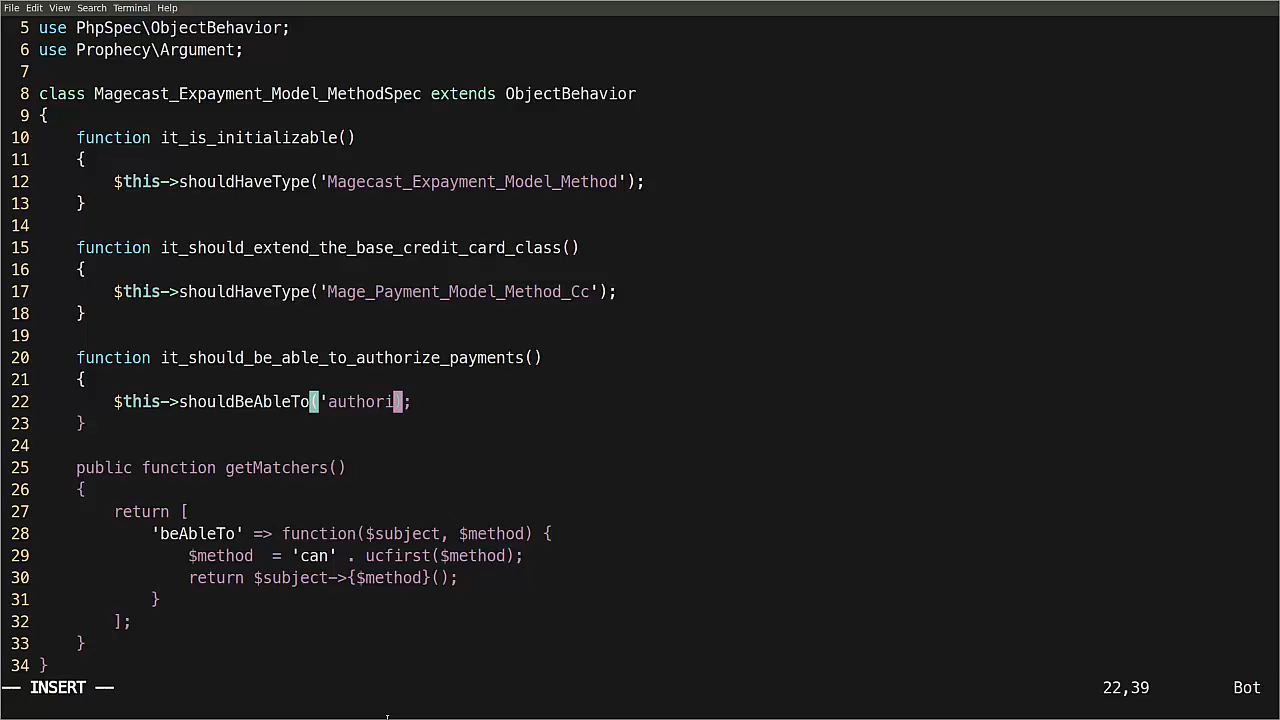 File Edit View Search Terminal Help
5 use PhpSpec\ObjectBehavior;
6 use Prophecy\Argument;
7
8 class Magecast_Expayment_Model_MethodSpec extends ObjectBehavior
9 {
10     function it_is_initializable()
11     {
12         $this->shouldHaveType('Magecast_Expayment_Model_Method');
13     }
14
15     function it_should_extend_the_base_credit_card_class()
16     {
17         $this->shouldHaveType('Mage_Payment_Model_Method_Cc');
18     }
19
20     function it_should_be_able_to_authorize_payments()
21     {
22         $this->shouldBeAbleTo('authori);
23     }
24
25     public function getMatchers()
26     {
27         return [
28             'beAbleTo' => function($subject, $method) {
29                 $method  = 'can' . ucfirst($method);
30                 return $subject->{$method}();
31             }
32         ];
33     }
34 }
-- INSERT -- 22,39 Bot